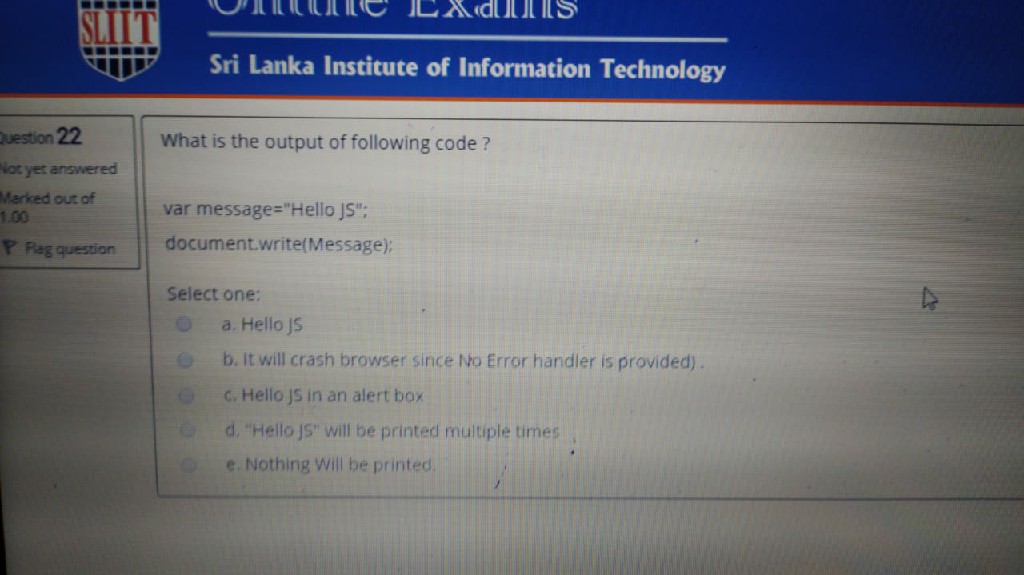 Online Exams
SLIIT
Sri Lanka Institute of Information Technology
Question 22
Not yet answered
Marked out of
1.00
Flag question
What is the output of following code ?
var message="Hello JS";
document.write(Message);
Select one:
a. Hello JS
b. It will crash browser since No Error handler is provided) .
c. Hello JS in an alert box
d. "Hello JS" will be printed multiple times
e. Nothing Will be printed.